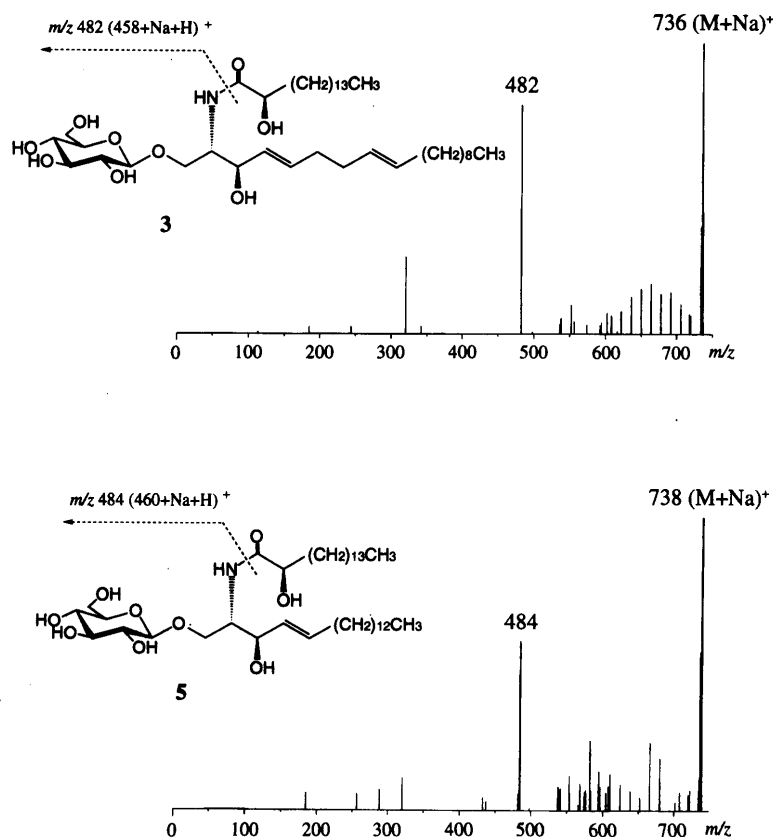 m/z 482 (458+Na+H) +
736 (M+Na)+
O
(CH2)13CH3
HN
482
OH
OH
HO
O
O
HO
OH
OH
(CH2)8CH3
3
0 100 200 300 400 500 600 700 m/z
m/z 484 (460+Na+H) +
738 (M+Na)+
O
(CH2)13CH3
HN
484
OH
OH
HO
O
O
HO
OH
OH
(CH2)12CH3
5
0 100 200 300 400 500 600 700 m/z